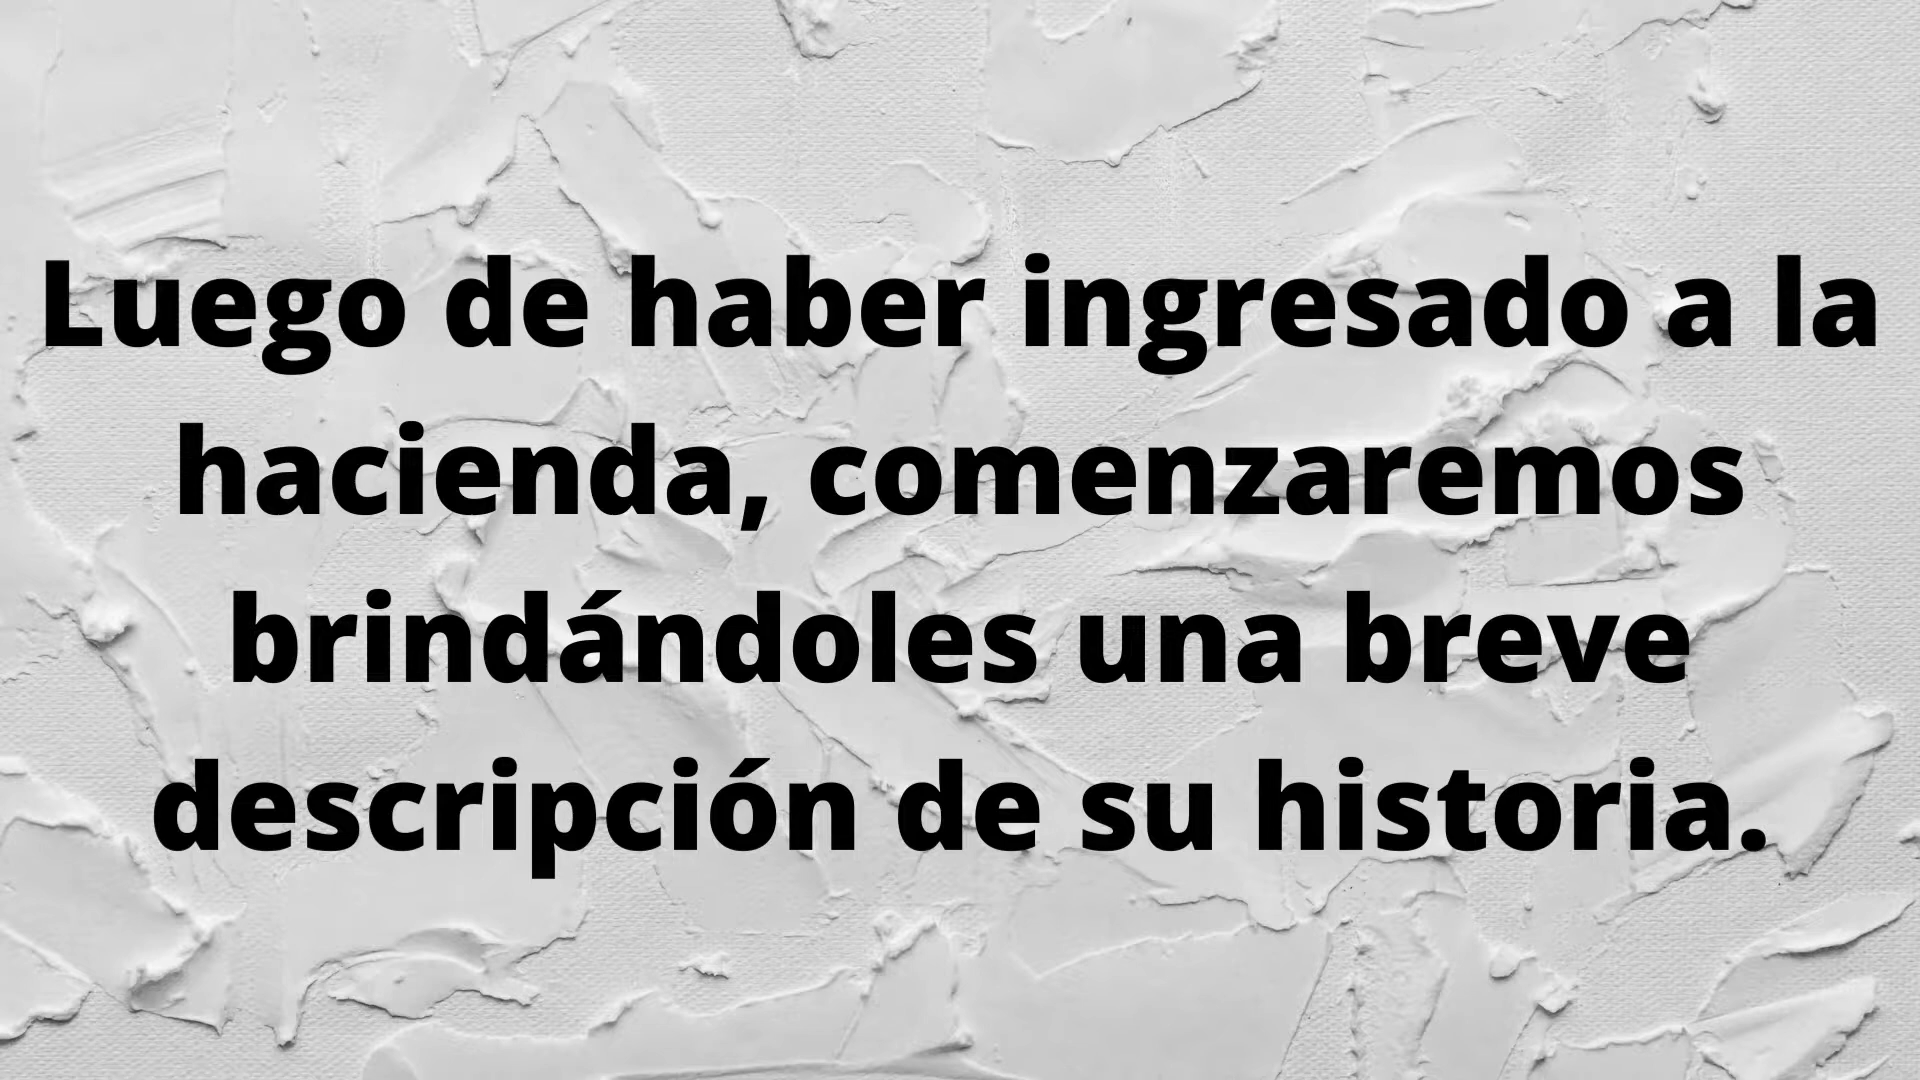 Luego de haber ingresado a la
hacienda, comenzaremos
brindándoles una breve
descripción de su historia.